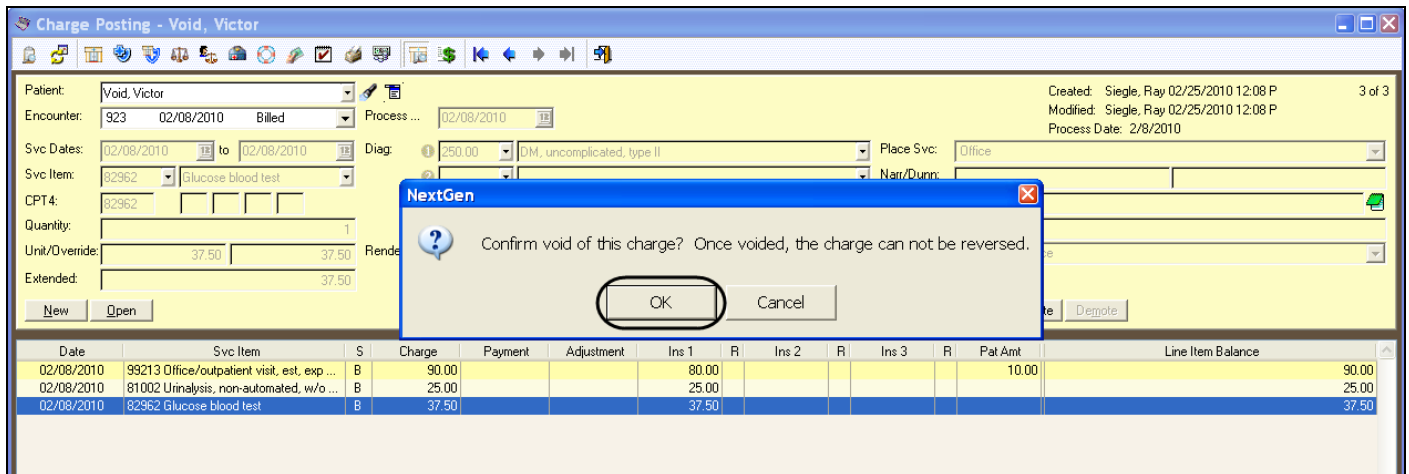 Charge Posting - Void, Victor
Patient: Void, Victor
Created: Siegle, Ray 02/25/2010 12:08 P 3 of 3
Encounter: 923 02/08/2010 Billed Process ... 02/08/2010 12
Modified: Siegle, Ray 02/25/2010 12:08 P
Process Date: 2/8/2010
Svc Dates: 02/08/2010 12 to 02/08/2010 12 Diag: 1 250.00 DM, uncomplicated, type II Place Svc: Office
Svc Item: 82962 Glucose blood test 2 Narr/Dunn:
CPT4: 82962
Quantity: 1
Unit/Override: 37.50 37.50 Rende
Extended: 37.50
New Open te Demote
NextGen
Confirm void of this charge? Once voided, the charge can not be reversed.
OK Cancel
Date Svc Item S Charge Payment Adjustment Ins 1 R Ins 2 R Ins 3 R Pat Amt Line Item Balance
02/08/2010 99213 Office/outpatient visit, est, exp ... B 90.00 80.00 10.00 90.00
02/08/2010 81002 Urinalysis, non-automated, w/o ... B 25.00 25.00 25.00
02/08/2010 82962 Glucose blood test B 37.50 37.50 37.50